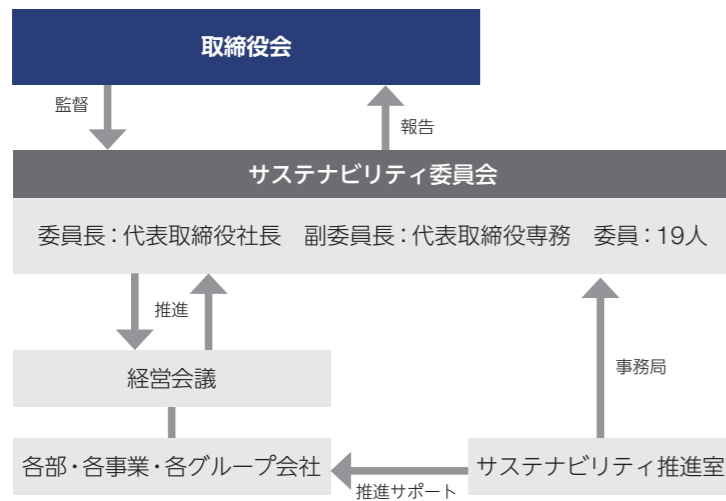 取締役会
監督
報告
サステナビリティ委員会
委員長：代表取締役社長　副委員長：代表取締役専務　委員：19人
推進
経営会議
事務局
各部・各事業・各グループ会社
サステナビリティ推進室
推進サポート